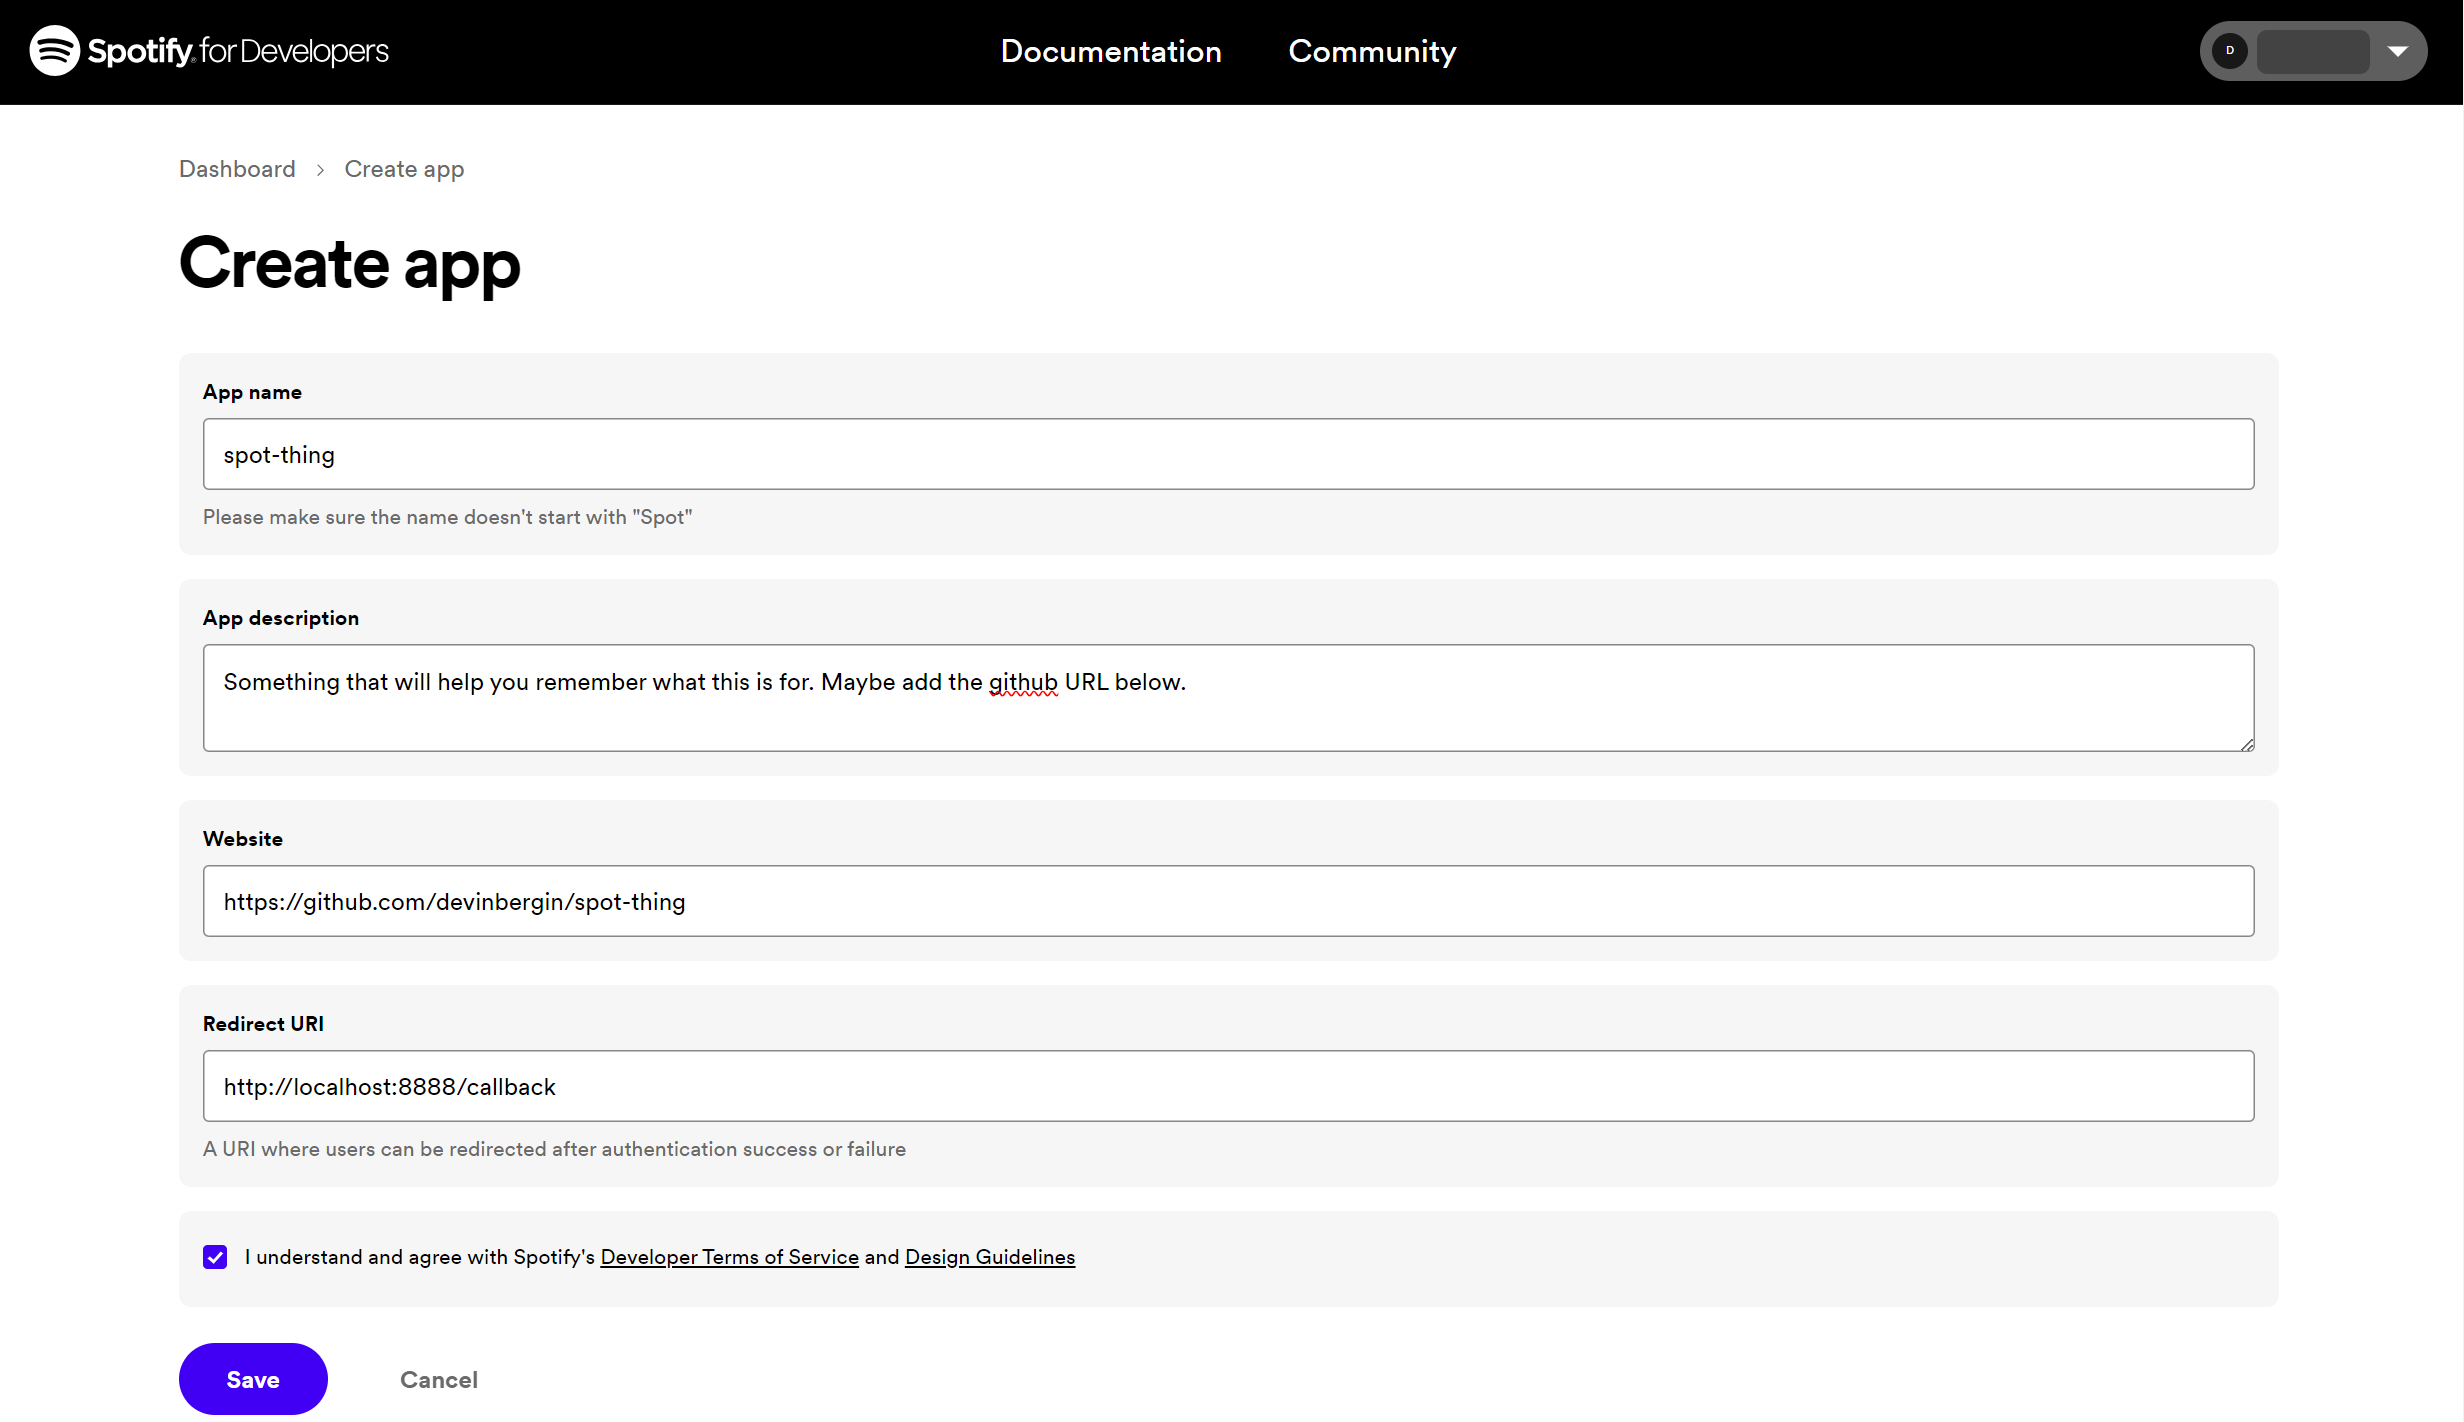 Spotify for Developers
Documentation
Community
D
Dashboard > Create app
Create app
App name
spot-thing
Please make sure the name doesn't start with "Spot"
App description
Something that will help you remember what this is for. Maybe add the github URL below.
Website
https://github.com/devinbergin/spot-thing
Redirect URI
http://localhost:8888/callback
A URI where users can be redirected after authentication success or failure
I understand and agree with Spotify's Developer Terms of Service and Design Guidelines
Save
Cancel